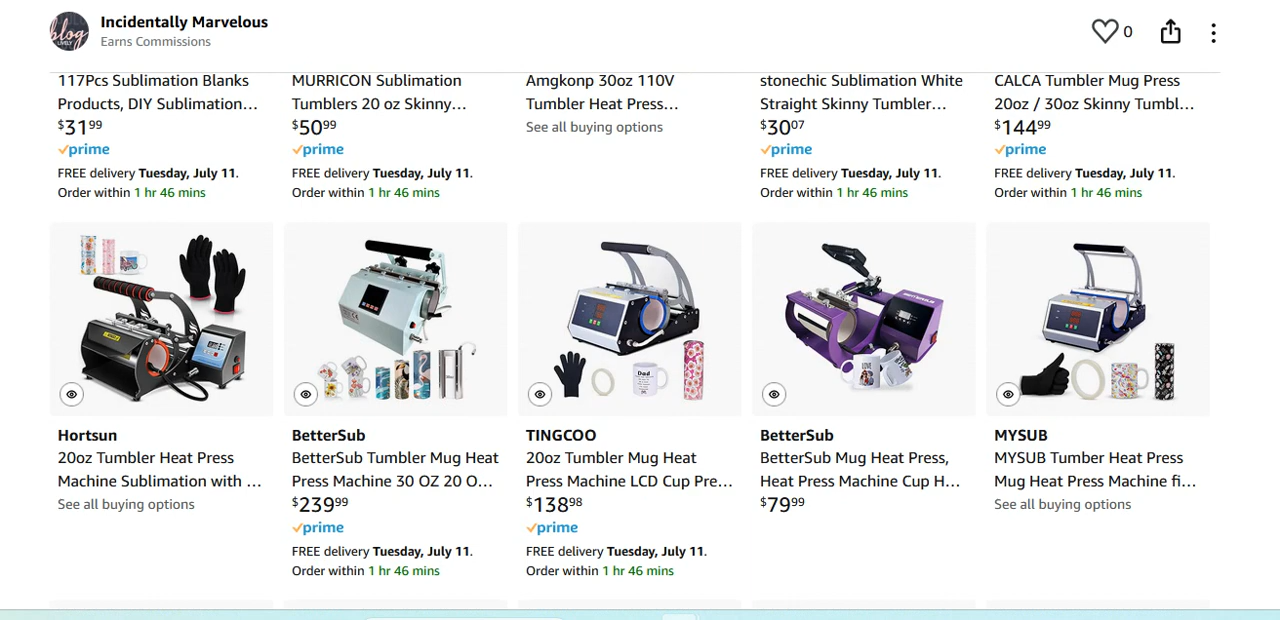 Incidentally Marvelous
Earns Commissions
0
117Pcs Sublimation Blanks
Products, DIY Sublimation...
$31.99
prime
FREE delivery Tuesday, July 11.
Order within 1 hr 46 mins
MURRICON Sublimation
Tumblers 20 oz Skinny...
$50.99
prime
FREE delivery Tuesday, July 11.
Order within 1 hr 46 mins
Amgkonp 30oz 110V
Tumbler Heat Press...
See all buying options
stonechic Sublimation White
Straight Skinny Tumbler...
$30.07
prime
FREE delivery Tuesday, July 11.
Order within 1 hr 46 mins
CALCA Tumbler Mug Press
20oz / 30oz Skinny Tumbl...
$144.99
prime
FREE delivery Tuesday, July 11.
Order within 1 hr 46 mins
Hortsun
20oz Tumbler Heat Press
Machine Sublimation with ...
See all buying options
BetterSub
BetterSub Tumbler Mug Heat
Press Machine 30 OZ 20 O...
$239.99
prime
FREE delivery Tuesday, July 11.
Order within 1 hr 46 mins
TINGCOO
20oz Tumbler Mug Heat
Press Machine LCD Cup Pre...
$138.98
prime
FREE delivery Tuesday, July 11.
Order within 1 hr 46 mins
BetterSub
BetterSub Mug Heat Press,
Heat Press Machine Cup H...
$79.99
MYSUB
MYSUB Tumber Heat Press
Mug Heat Press Machine fi...
See all buying options